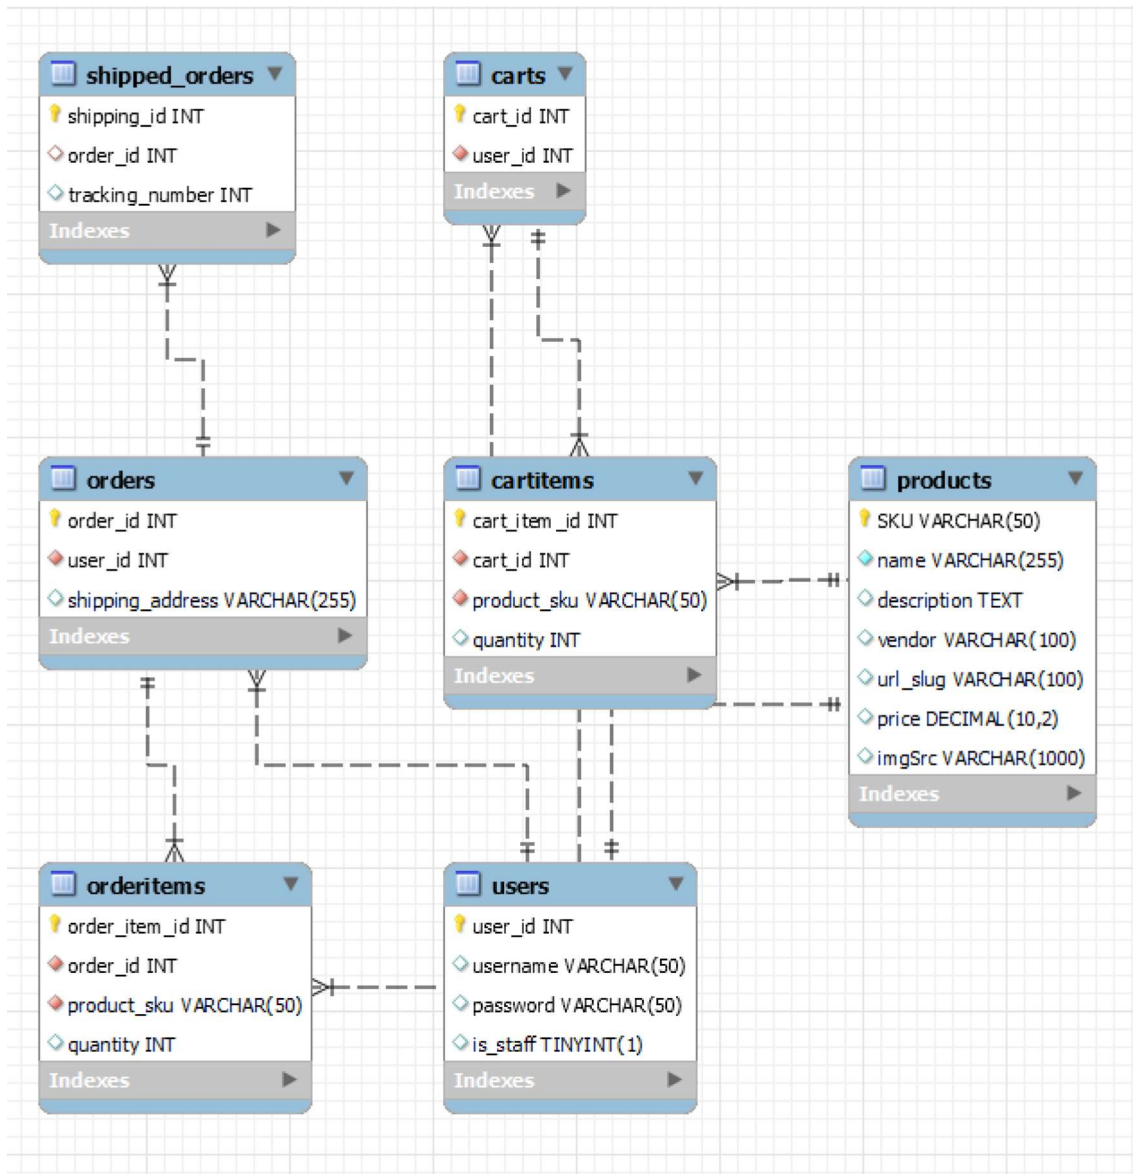 shipped_orders
shipping_id INT
order_id INT
tracking_number INT
Indexes
carts
cart_id INT
user_id INT
Indexes
orders
order_id INT
user_id INT
shipping_address VARCHAR(255)
Indexes
cartitems
cart_item_id INT
cart_id INT
product_sku VARCHAR(50)
quantity INT
Indexes
products
SKU VARCHAR(50)
name VARCHAR(255)
description TEXT
vendor VARCHAR(100)
url_slug VARCHAR(100)
price DECIMAL(10,2)
imgSrc VARCHAR(1000)
Indexes
orderitems
order_item_id INT
order_id INT
product_sku VARCHAR(50)
quantity INT
Indexes
users
user_id INT
username VARCHAR(50)
password VARCHAR(50)
is_staff TINYINT(1)
Indexes